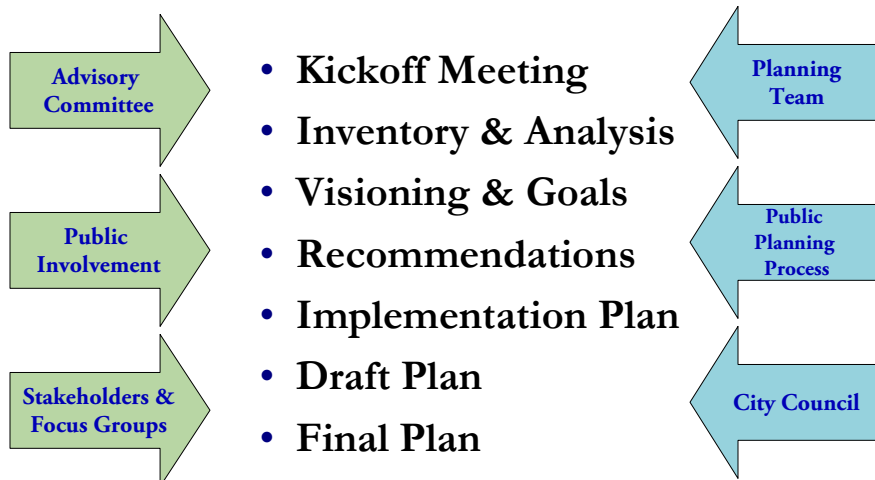 Advisory
Committee
Public
Involvement
Stakeholders &
Focus Groups
• Kickoff Meeting
• Inventory & Analysis
• Visioning & Goals
• Recommendations
• Implementation Plan
• Draft Plan
• Final Plan
Planning
Team
Public
Planning
Process
City Council